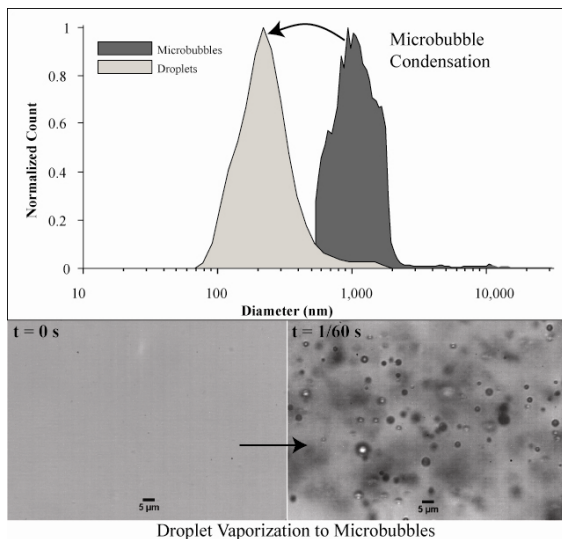 Microbubbles
Droplets
Microbubble
Condensation
Normalized Count
1
0.8
0.6
0.4
0.2
0
10
100
1,000
10,000
Diameter (nm)
t = 0 s
t = 1/60 s
5 µm
5 µm
Droplet Vaporization to Microbubbles